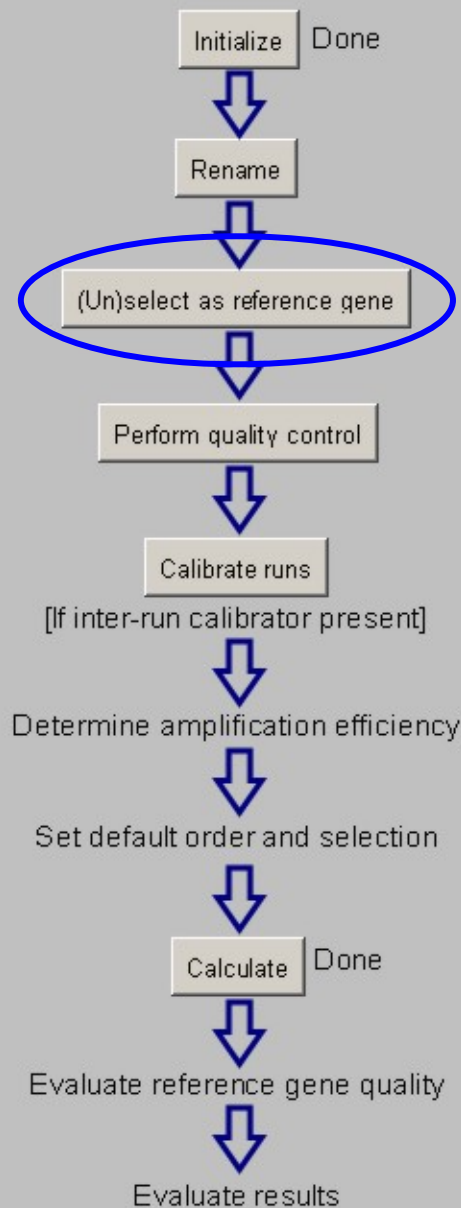 Initialize Done
Rename
(Un)select as reference gene
Perform quality control
Calibrate runs
[If inter-run calibrator present]
Determine amplification efficiency
Set default order and selection
Calculate Done
Evaluate reference gene quality
Evaluate results